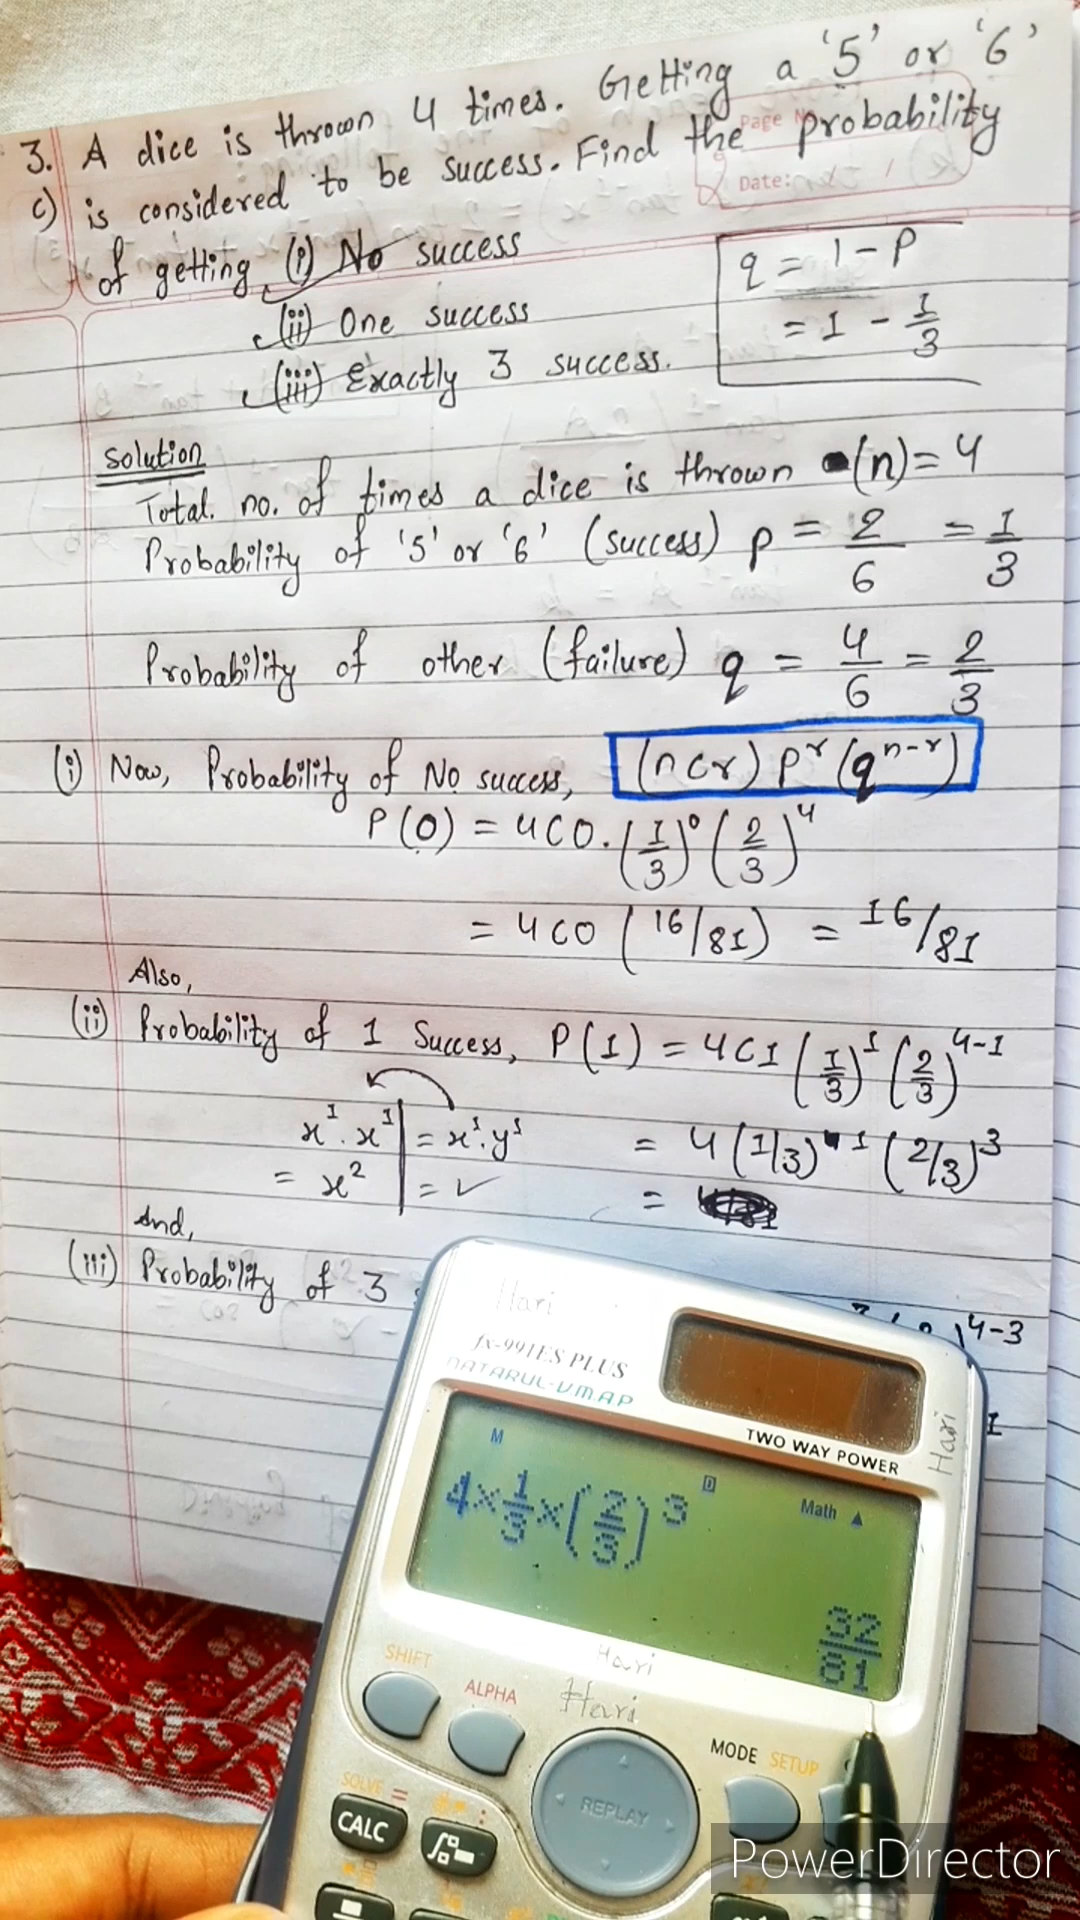 3. A dice is thrown 4 times. Getting a '5' or '6'
c) is considered to be success. Find the probability
Page No
Date:
of getting (i) No success
(ii) One success
(iii) Exactly 3 success.
q = 1 - P
= 1 - 1/3
Solution
Total. no. of times a dice is thrown (n) = 4
Probability of '5' or '6' (success) p = 2/6 = 1/3
Probability of other (failure) q = 4/6 = 2/3
(i) Now, Probability of No success, (ncr) p^r (q^n-r)
P(0) = 4C0. (1/3)^0 (2/3)^4
= 4C0 (16/81) = 16/81
Also,
(ii) Probability of 1 Success, P(1) = 4C1 (1/3)^1 (2/3)^4-1
x^1 . x^1 | = x^1 . y^1
= x^2 | = ✓
= 4 (1/3)^1 (2/3)^3
=
And,
(iii) Probability of 3
4-3
Hari
fx-991ES PLUS
NATURAL-V.P.A.M.
TWO WAY POWER
Hari
M
D
Math ▲
4×1/3×(2/3)^3
32/81
Hari
Hari
SHIFT
ALPHA
MODE SETUP
REPLAY
SOLVE =
CALC
PowerDirector